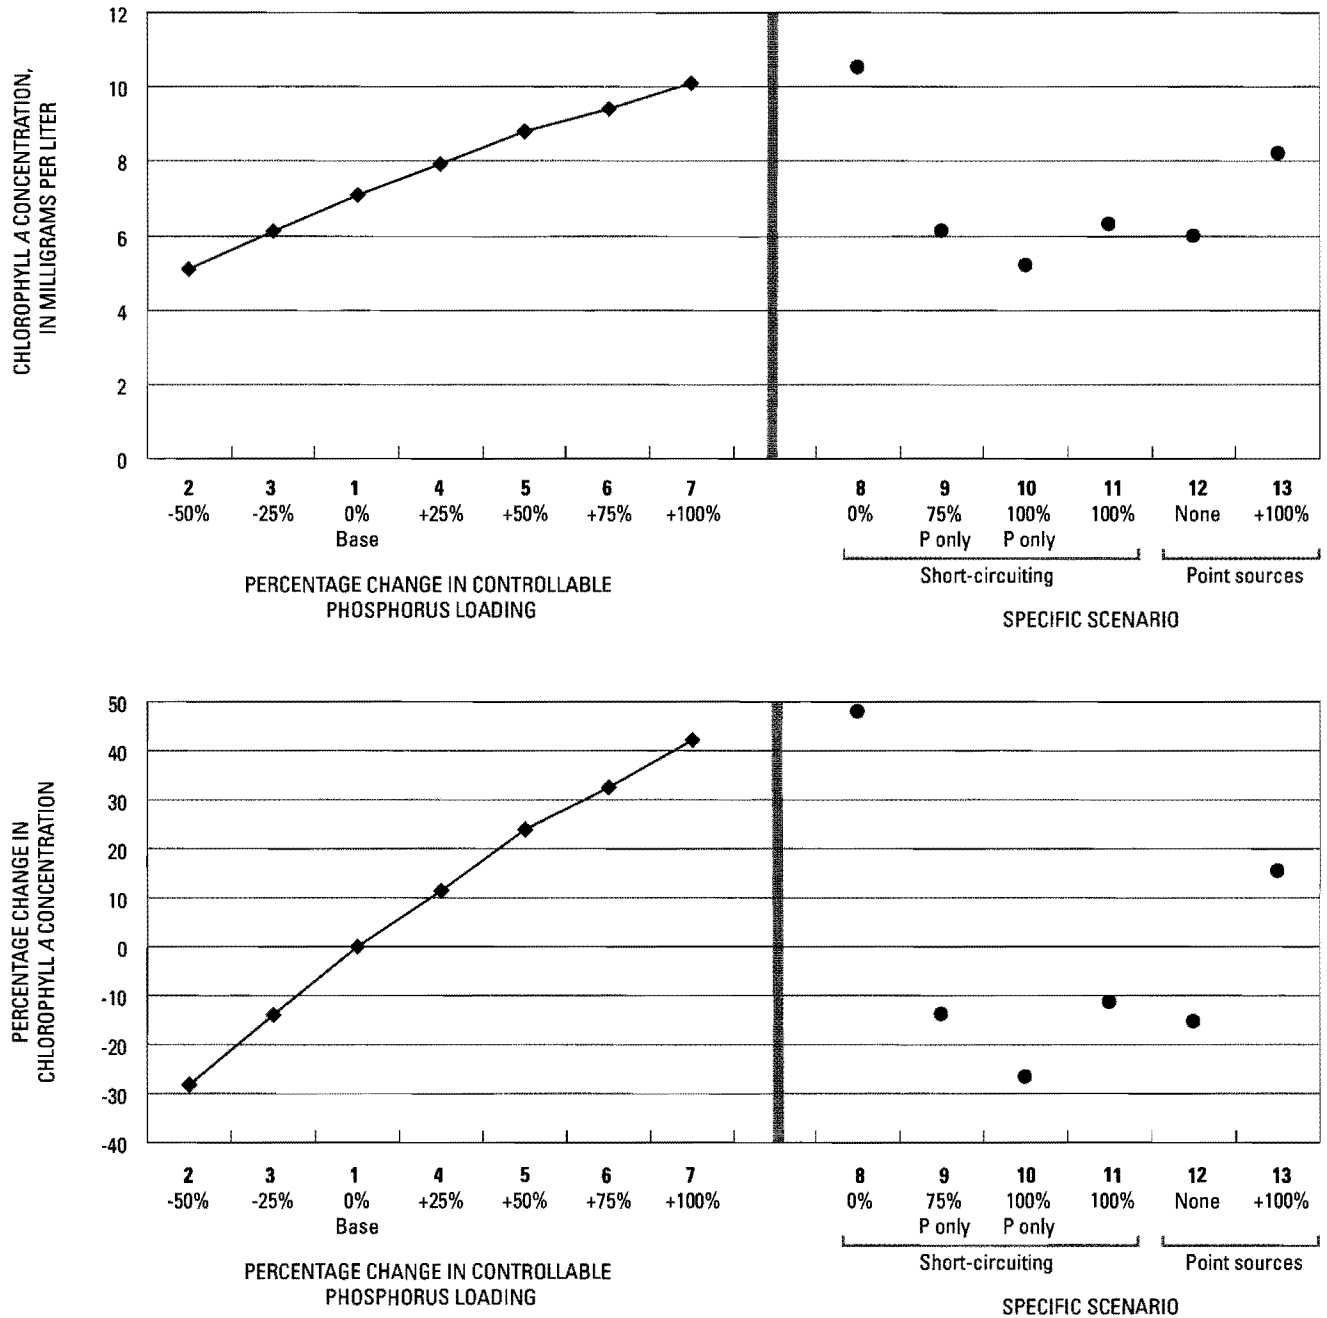 CHLOROPHYLL A CONCENTRATION,
IN MILLIGRAMS PER LITER
12
10
8
6
4
2
0
2 3 1 4 5 6 7 8 9 10 11 12 13
-50% -25% 0% +25% +50% +75% +100% 0% 75% 100% 100% None +100%
Base P only P only
Short-circuiting Point sources
PERCENTAGE CHANGE IN CONTROLLABLE
PHOSPHORUS LOADING
SPECIFIC SCENARIO
PERCENTAGE CHANGE IN
CHLOROPHYLL A CONCENTRATION
50
40
30
20
10
0
-10
-20
-30
-40
2 3 1 4 5 6 7 8 9 10 11 12 13
-50% -25% 0% +25% +50% +75% +100% 0% 75% 100% 100% None +100%
Base P only P only
Short-circuiting Point sources
PERCENTAGE CHANGE IN CONTROLLABLE
PHOSPHORUS LOADING
SPECIFIC SCENARIO